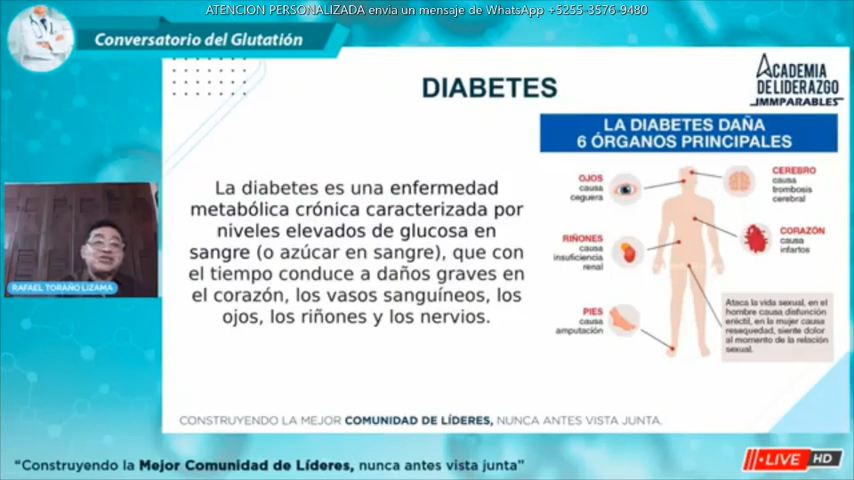 ATENCION PERSONALIZADA envía un mensaje de WhatsApp +5255-3576-9480
Conversatorio del Glutatión
DIABETES
ACADEMIA
DE LIDERAZGO
IMMPARABLES
La diabetes es una enfermedad
metabólica crónica caracterizada por
niveles elevados de glucosa en
sangre (o azúcar en sangre), que con
el tiempo conduce a daños graves en
el corazón, los vasos sanguíneos, los
ojos, los riñones y los nervios.
LA DIABETES DAÑA
6 ÓRGANOS PRINCIPALES
OJOS
causa
ceguera
CEREBRO
causa
trombosis
cerebral
RIÑONES
causa
insuficiencia
renal
CORAZÓN
causa
infartos
PIES
causa
amputación
Ataca la vida sexual, en el
hombre causa disfunción
eréctil, en la mujer causa
resequedad, siente dolor
al momento de la relación
sexual.
RAFAEL TORAÑO LIZAMA
CONSTRUYENDO LA MEJOR COMUNIDAD DE LÍDERES, NUNCA ANTES VISTA JUNTA.
“Construyendo la Mejor Comunidad de Líderes, nunca antes vista junta”
LIVE HD